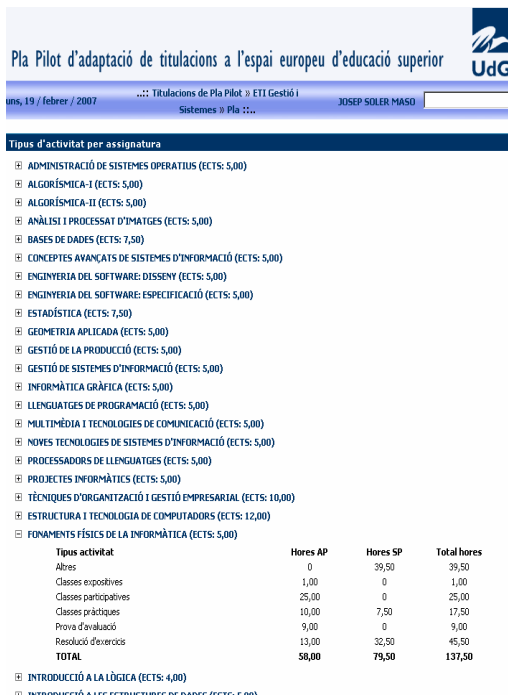 Pla Pilot d'adaptació de titulacions a l'espai europeu d'educació superior
UdG
uns, 19 / febrer / 2007
..:: Titulacions de Pla Pilot » ETI Gestió i
Sistemes » Pla ::..
JOSEP SOLER MASO
Tipus d'activitat per assignatura
ADMINISTRACIÓ DE SISTEMES OPERATIUS (ECTS: 5,00)
ALGORÍSMICA-I (ECTS: 5,00)
ALGORÍSMICA-II (ECTS: 5,00)
ANÀLISI I PROCESSAT D'IMATGES (ECTS: 5,00)
BASES DE DADES (ECTS: 7,50)
CONCEPTES AVANÇATS DE SISTEMES D'INFORMACIÓ (ECTS: 5,00)
ENGINYERIA DEL SOFTWARE: DISSENY (ECTS: 5,00)
ENGINYERIA DEL SOFTWARE: ESPECIFICACIÓ (ECTS: 5,00)
ESTADÍSTICA (ECTS: 7,50)
GEOMETRIA APLICADA (ECTS: 5,00)
GESTIÓ DE LA PRODUCCIÓ (ECTS: 5,00)
GESTIÓ DE SISTEMES D'INFORMACIÓ (ECTS: 5,00)
INFORMÀTICA GRÀFICA (ECTS: 5,00)
LLENGUATGES DE PROGRAMACIÓ (ECTS: 5,00)
MULTIMÈDIA I TECNOLOGIES DE COMUNICACIÓ (ECTS: 5,00)
NOVES TECNOLOGIES DE SISTEMES D'INFORMACIÓ (ECTS: 5,00)
PROCESSADORS DE LLENGUATGES (ECTS: 5,00)
PROJECTES INFORMÀTICS (ECTS: 5,00)
TÈCNIQUES D'ORGANITZACIÓ I GESTIÓ EMPRESARIAL (ECTS: 10,00)
ESTRUCTURA I TECNOLOGIA DE COMPUTADORS (ECTS: 12,00)
FONAMENTS FÍSICS DE LA INFORMÀTICA (ECTS: 5,00)
Tipus activitat Hores AP Hores SP Total hores
Altres 0 39,50 39,50
Classes expositives 1,00 0 1,00
Classes participatives 25,00 0 25,00
Classes pràctiques 10,00 7,50 17,50
Prova d'avaluació 9,00 0 9,00
Resolució d'exercicis 13,00 32,50 45,50
TOTAL 58,00 79,50 137,50
INTRODUCCIÓ A LA LÒGICA (ECTS: 4,00)
INTRODUCCIÓ A LES ESTRUCTURES DE DADES (ECTS: 5,00)